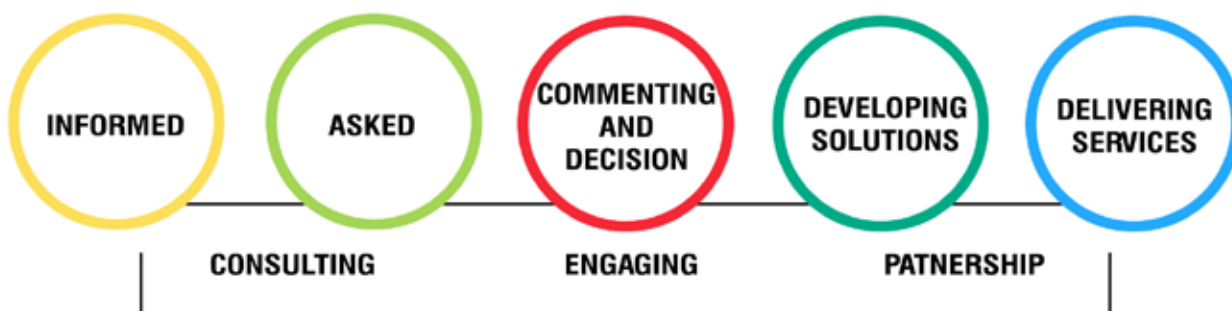 INFORMED
ASKED
COMMENTING
AND
DECISION
DEVELOPING
SOLUTIONS
DELIVERING
SERVICES
CONSULTING
ENGAGING
PATNERSHIP